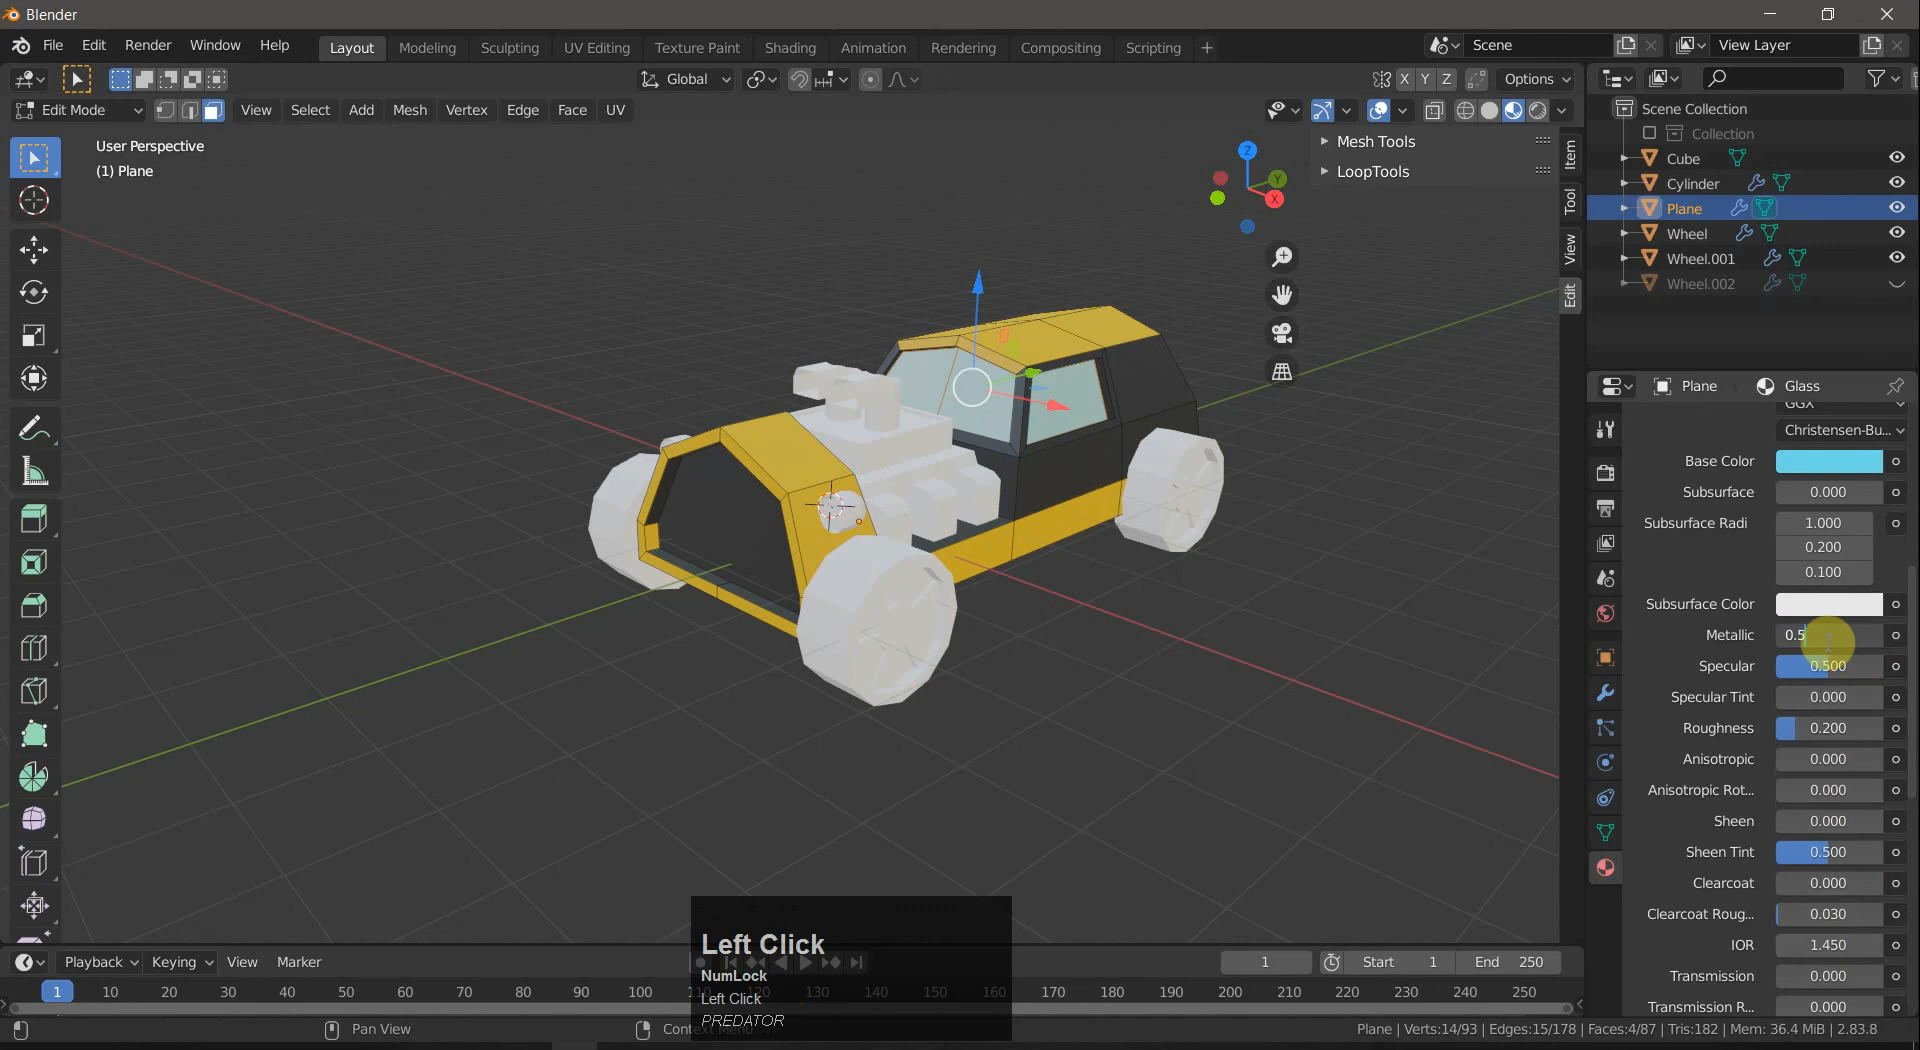 Blender
File Edit Render Window Help Layout Modeling Sculpting UV Editing Texture Paint Shading Animation Rendering Compositing Scripting + Scene View Layer
Global X Y Z Options
Edit Mode View Select Add Mesh Vertex Edge Face UV
User Perspective
(1) Plane
Z
Y
X
Mesh Tools
LoopTools
Item
Tool
View
Edit
Scene Collection
Collection
Cube
Cylinder
Plane
Wheel
Wheel.001
Wheel.002
Plane Glass
GGX
Christensen-Bu...
Base Color
Subsurface 0.000
Subsurface Radi 1.000
0.200
0.100
Subsurface Color
Metallic 0.5
Specular 0.500
Specular Tint 0.000
Roughness 0.200
Anisotropic 0.000
Anisotropic Rot... 0.000
Sheen 0.000
Sheen Tint 0.500
Clearcoat 0.000
Clearcoat Roug... 0.030
IOR 1.450
Transmission 0.000
Transmission R... 0.000
Left Click
NumLock
Left Click
PREDATOR
Playback Keying View Marker 1 Start 1 End 250
1 10 20 30 40 50 60 70 80 90 100 110 120 130 140 150 160 170 180 190 200 210 220 230 240 250
Pan View Context Menu Plane | Verts:14/93 | Edges:15/178 | Faces:4/87 | Tris:182 | Mem: 36.4 MiB | 2.83.8